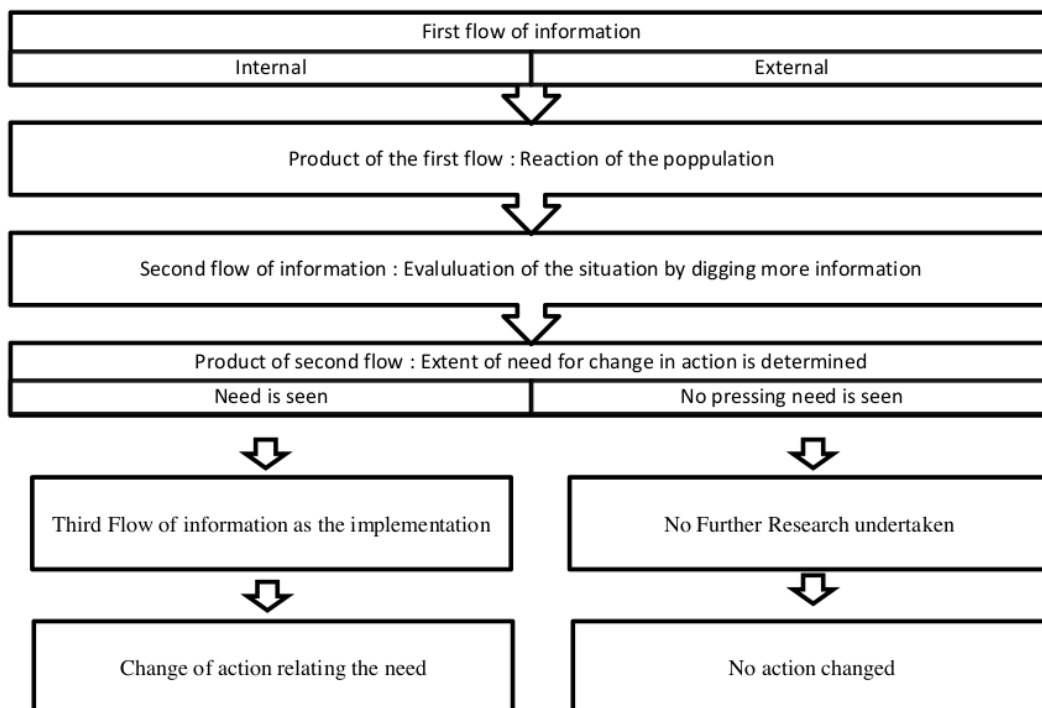 First flow of information
Internal
External
Product of the first flow : Reaction of the poppulation
Second flow of information : Evaluluation of the situation by digging more information
Product of second flow : Extent of need for change in action is determined
Need is seen
No pressing need is seen
Third Flow of information as the implementation
No Further Research undertaken
Change of action relating the need
No action changed